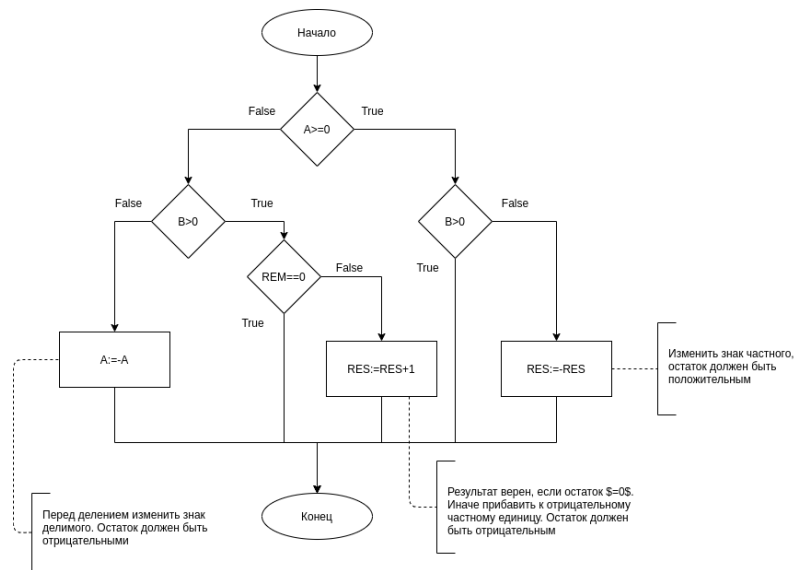 Начало
False
True
A>=0
False
True
False
B>0
B>0
REM==0
False
True
True
A:=-A
RES:=RES+1
RES:=-RES
Изменить знак частного,
остаток должен быть
положительным
Перед делением изменить знак
делимого. Остаток должен быть
отрицательными
Конец
Результат верен, если остаток $=0$.
Иначе прибавить к отрицательному
частному единицу. Остаток должен
быть отрицательным